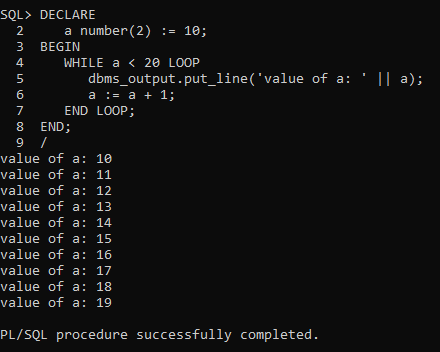 SQL> DECLARE
  2     a number(2) := 10;
  3  BEGIN
  4     WHILE a < 20 LOOP
  5        dbms_output.put_line('value of a: ' || a);
  6        a := a + 1;
  7     END LOOP;
  8  END;
  9  /
value of a: 10
value of a: 11
value of a: 12
value of a: 13
value of a: 14
value of a: 15
value of a: 16
value of a: 17
value of a: 18
value of a: 19

PL/SQL procedure successfully completed.